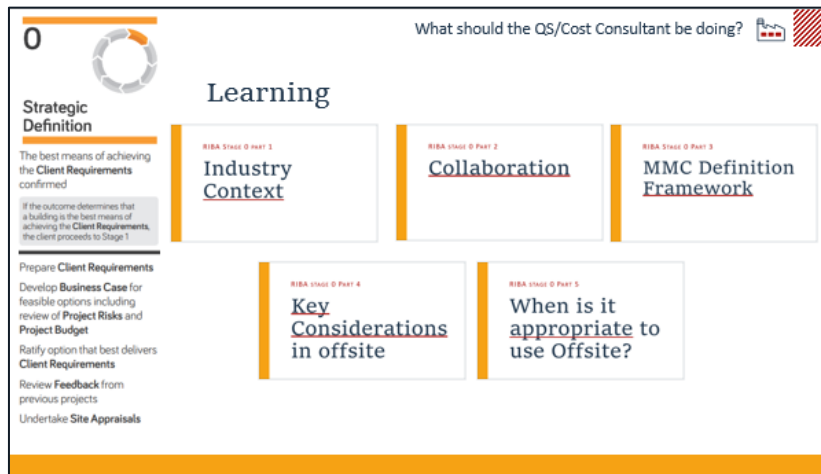 What should the QS/Cost Consultant be doing?
0
Strategic
Definition
The best means of achieving
the Client Requirements
confirmed
If the outcome determines that
a building is the best means of
achieving the Client Requirements,
the client proceeds to Stage 1
Prepare Client Requirements
Develop Business Case for
feasible options including
review of Project Risks and
Project Budget
Ratify option that best delivers
Client Requirements
Review Feedback from
previous projects
Undertake Site Appraisals
Learning
RIBA STAGE 0 PART 1
Industry
Context
RIBA STAGE 0 PART 2
Collaboration
RIBA STAGE 0 PART 3
MMC Definition
Framework
RIBA STAGE 0 PART 4
Key
Considerations
in offsite
RIBA STAGE 0 PART 5
When is it
appropriate to
use Offsite?